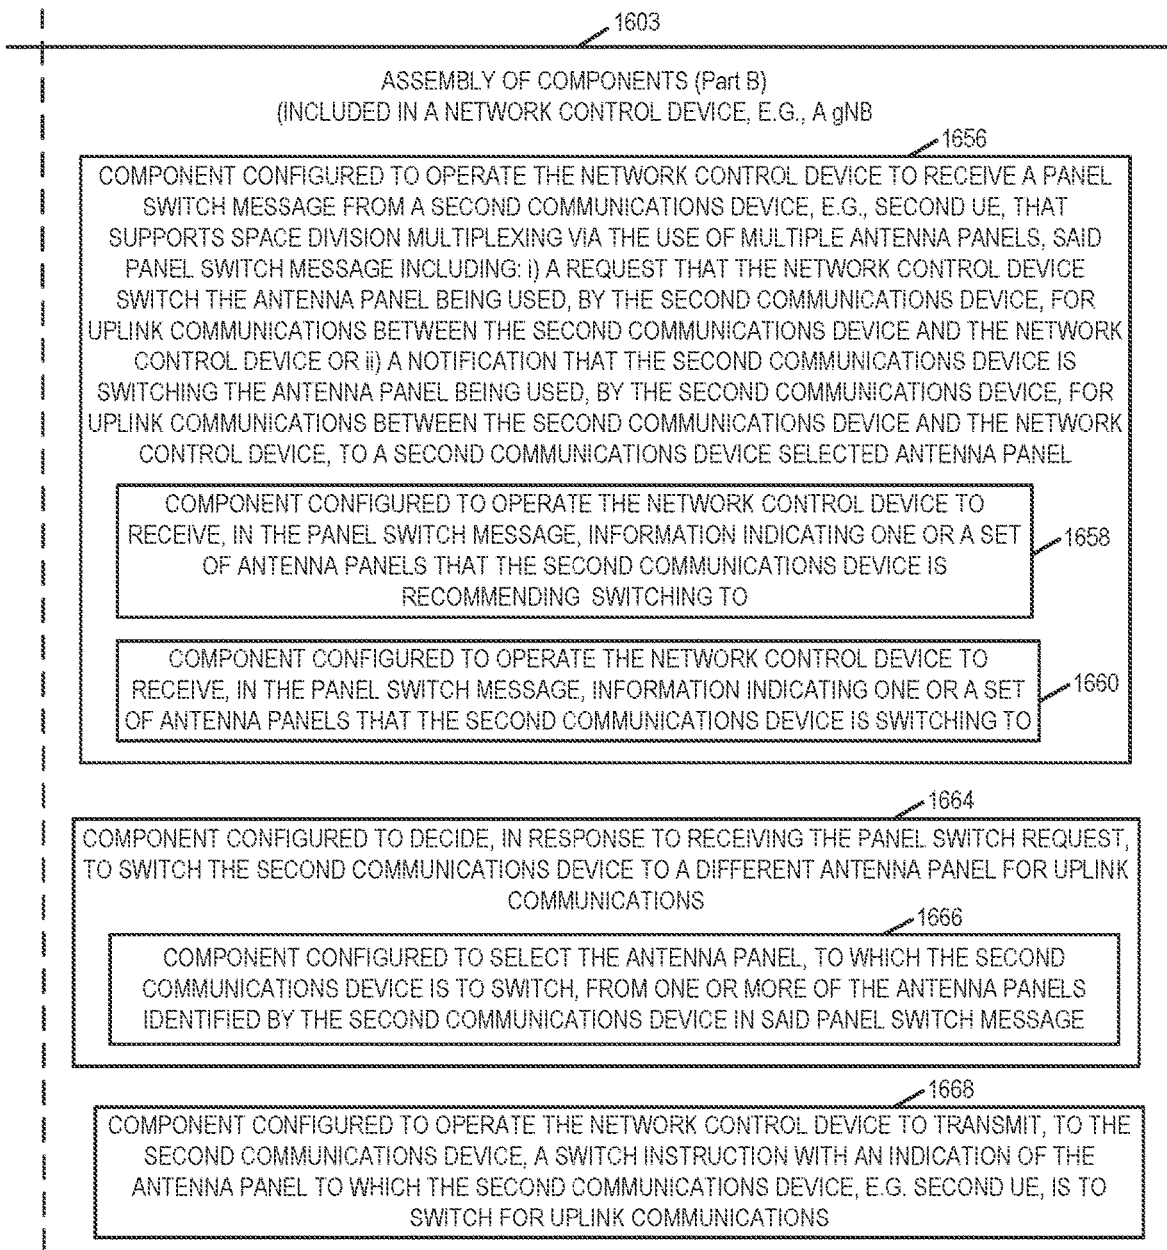 1603
ASSEMBLY OF COMPONENTS (Part B)
(INCLUDED IN A NETWORK CONTROL DEVICE, E.G., A gNB
1656
COMPONENT CONFIGURED TO OPERATE THE NETWORK CONTROL DEVICE TO RECEIVE A PANEL
SWITCH MESSAGE FROM A SECOND COMMUNICATIONS DEVICE, E.G., SECOND UE, THAT
SUPPORTS SPACE DIVISION MULTIPLEXING VIA THE USE OF MULTIPLE ANTENNA PANELS, SAID
PANEL SWITCH MESSAGE INCLUDING: i) A REQUEST THAT THE NETWORK CONTROL DEVICE
SWITCH THE ANTENNA PANEL BEING USED, BY THE SECOND COMMUNICATIONS DEVICE, FOR
UPLINK COMMUNICATIONS BETWEEN THE SECOND COMMUNICATIONS DEVICE AND THE NETWORK
CONTROL DEVICE OR ii) A NOTIFICATION THAT THE SECOND COMMUNICATIONS DEVICE IS
SWITCHING THE ANTENNA PANEL BEING USED, BY THE SECOND COMMUNICATIONS DEVICE, FOR
UPLINK COMMUNICATIONS BETWEEN THE SECOND COMMUNICATIONS DEVICE AND THE NETWORK
CONTROL DEVICE, TO A SECOND COMMUNICATIONS DEVICE SELECTED ANTENNA PANEL
COMPONENT CONFIGURED TO OPERATE THE NETWORK CONTROL DEVICE TO
RECEIVE, IN THE PANEL SWITCH MESSAGE, INFORMATION INDICATING ONE OR A SET
OF ANTENNA PANELS THAT THE SECOND COMMUNICATIONS DEVICE IS
RECOMMENDING SWITCHING TO
1658
COMPONENT CONFIGURED TO OPERATE THE NETWORK CONTROL DEVICE TO
RECEIVE, IN THE PANEL SWITCH MESSAGE, INFORMATION INDICATING ONE OR A SET
OF ANTENNA PANELS THAT THE SECOND COMMUNICATIONS DEVICE IS SWITCHING TO
1660
1664
COMPONENT CONFIGURED TO DECIDE, IN RESPONSE TO RECEIVING THE PANEL SWITCH REQUEST,
TO SWITCH THE SECOND COMMUNICATIONS DEVICE TO A DIFFERENT ANTENNA PANEL FOR UPLINK
COMMUNICATIONS
1666
COMPONENT CONFIGURED TO SELECT THE ANTENNA PANEL, TO WHICH THE SECOND
COMMUNICATIONS DEVICE IS TO SWITCH, FROM ONE OR MORE OF THE ANTENNA PANELS
IDENTIFIED BY THE SECOND COMMUNICATIONS DEVICE IN SAID PANEL SWITCH MESSAGE
1668
COMPONENT CONFIGURED TO OPERATE THE NETWORK CONTROL DEVICE TO TRANSMIT, TO THE
SECOND COMMUNICATIONS DEVICE, A SWITCH INSTRUCTION WITH AN INDICATION OF THE
ANTENNA PANEL TO WHICH THE SECOND COMMUNICATIONS DEVICE, E.G. SECOND UE, IS TO
SWITCH FOR UPLINK COMMUNICATIONS